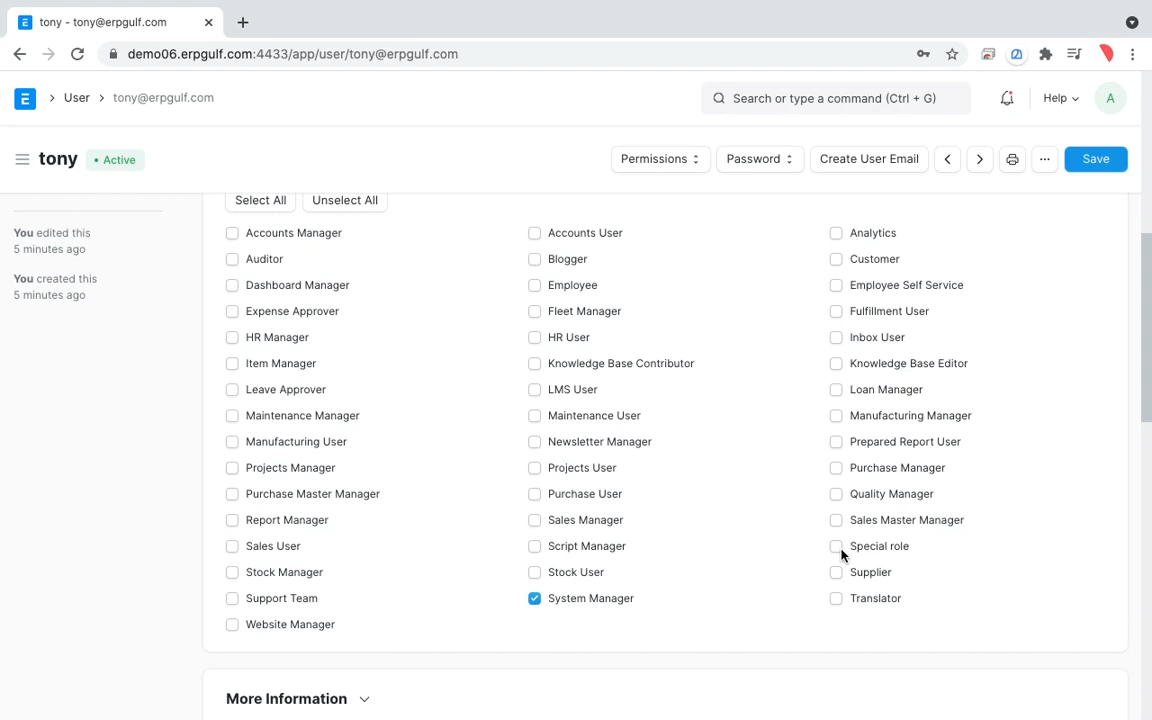 tony - tony@erpgulf.com
demo06.erpgulf.com:4433/app/user/tony@erpgulf.com
E User tony@erpgulf.com Search or type a command (Ctrl + G) Help A
tony Active Permissions Password Create User Email ... Save
You edited this
5 minutes ago
You created this
5 minutes ago
Select All Unselect All
Accounts Manager Accounts User Analytics
Auditor Blogger Customer
Dashboard Manager Employee Employee Self Service
Expense Approver Fleet Manager Fulfillment User
HR Manager HR User Inbox User
Item Manager Knowledge Base Contributor Knowledge Base Editor
Leave Approver LMS User Loan Manager
Maintenance Manager Maintenance User Manufacturing Manager
Manufacturing User Newsletter Manager Prepared Report User
Projects Manager Projects User Purchase Manager
Purchase Master Manager Purchase User Quality Manager
Report Manager Sales Manager Sales Master Manager
Sales User Script Manager Special role
Stock Manager Stock User Supplier
Support Team System Manager Translator
Website Manager
More Information